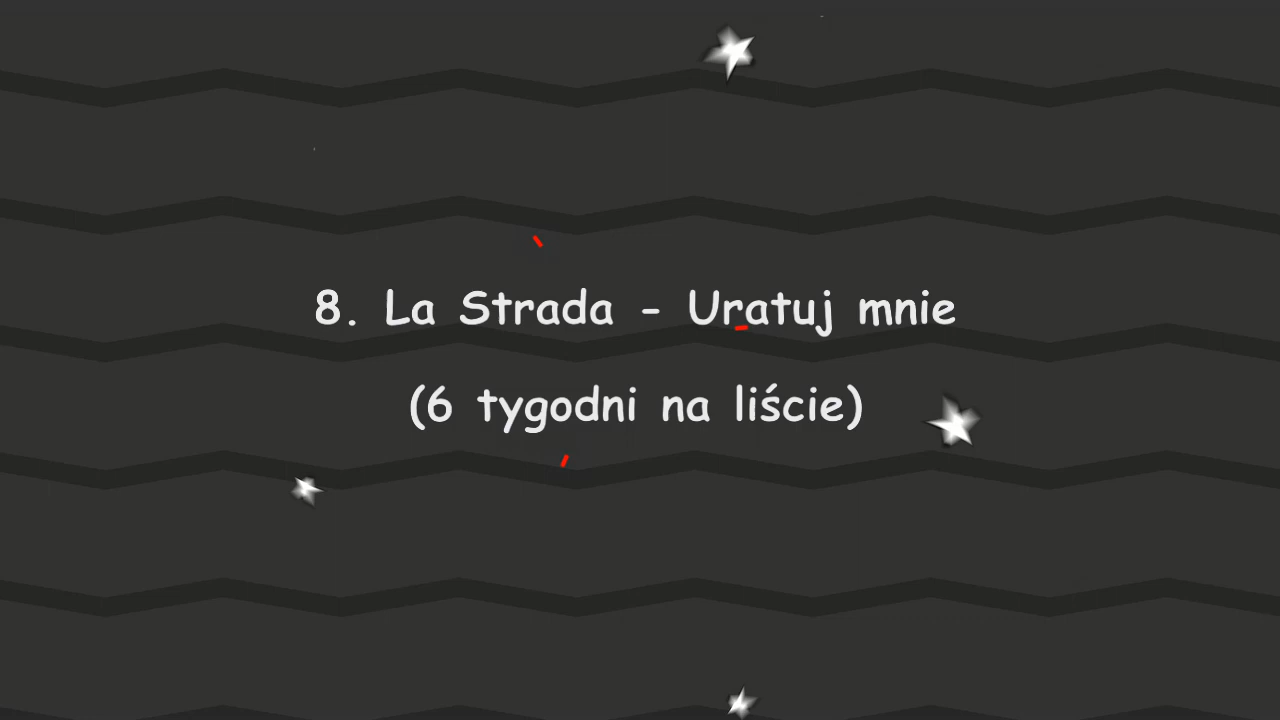 8. La Strada - Uratuj mnie
(6 tygodni na liście)